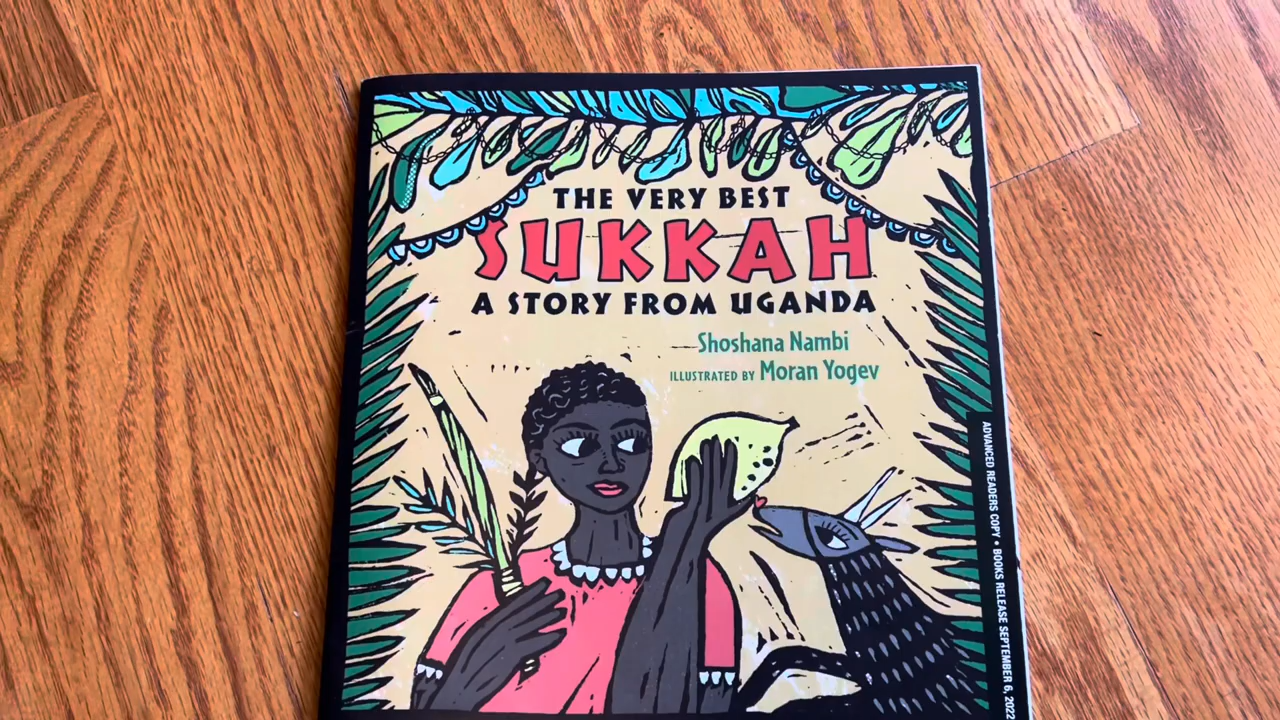 THE VERY BEST
SUKKAH
A STORY FROM UGANDA
Shoshana Nambi
ILLUSTRATED BY Moran Yogev
ADVANCED READERS COPY • BOOKS RELEASE SEPTEMBER 6, 2022